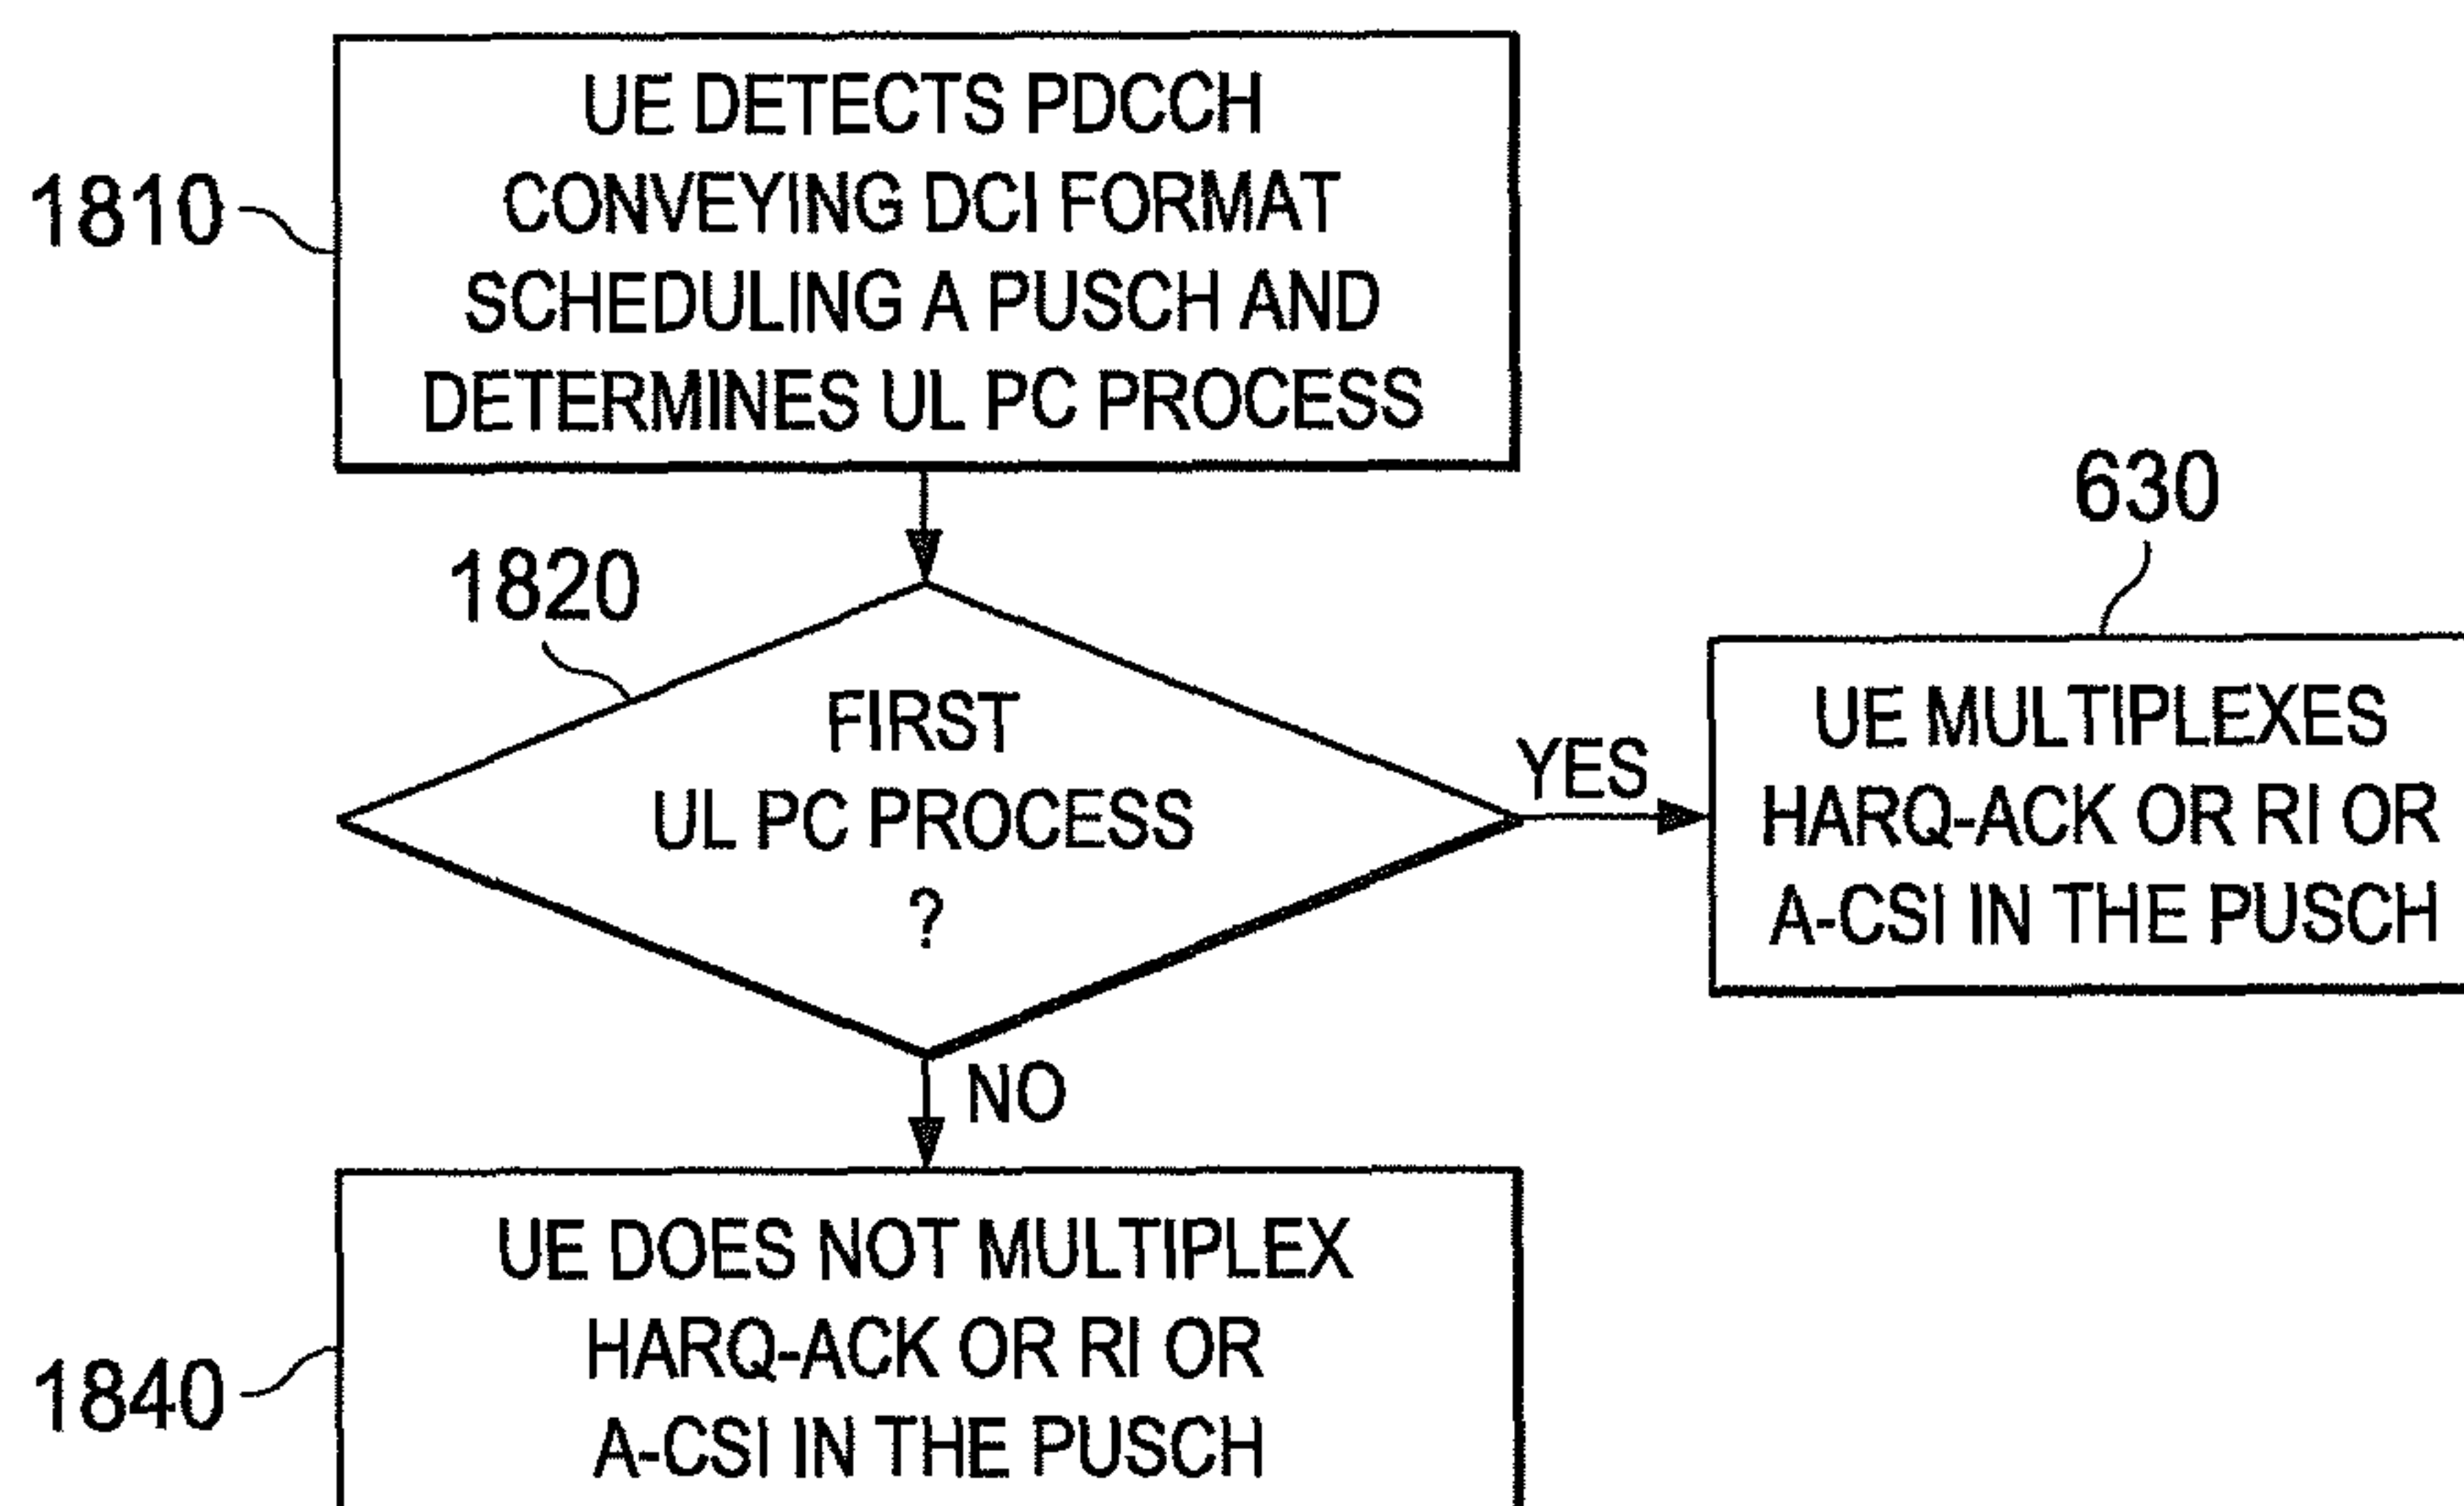 1810
UE DETECTS PDCCH
CONVEYING DCI FORMAT
SCHEDULING A PUSCH AND
DETERMINES UL PC PROCESS
1820
FIRST
UL PC PROCESS
?
YES
630
UE MULTIPLEXES
HARQ-ACK OR RI OR
A-CSI IN THE PUSCH
NO
1840
UE DOES NOT MULTIPLEX
HARQ-ACK OR RI OR
A-CSI IN THE PUSCH